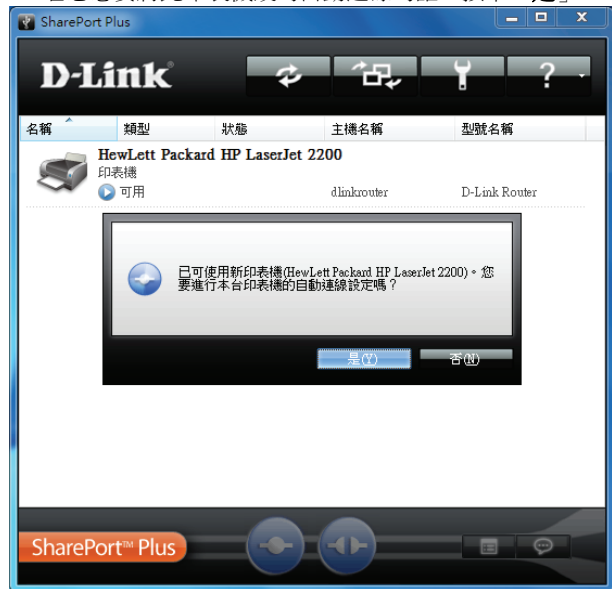 SharePort Plus
D-Link
?
名稱 類型 狀態 主機名稱 型號名稱
HewLett Packard HP LaserJet 2200
印表機
可用 dlinkrouter D-Link Router
已可使用新印表機(HewLett Packard HP LaserJet 2200)。您
要進行本台印表機的自動連線設定嗎？
是(Y) 否(N)
SharePort™ Plus